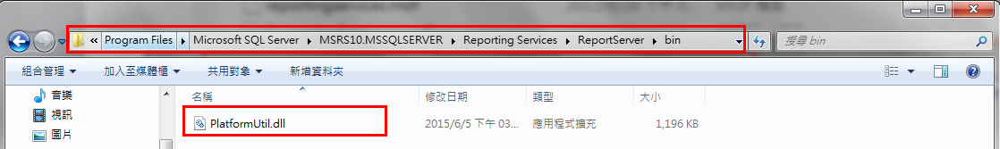 « Program Files ▸ Microsoft SQL Server ▸ MSRS10.MSSQLSERVER ▸ Reporting Services ▸ ReportServer ▸ bin
搜尋 bin
組合管理 加入至媒體櫃 共用對象 新增資料夾
音樂
視訊
圖片
名稱 修改日期 類型 大小
PlatformUtil.dll 2015/6/5 下午 03... 應用程式擴充 1,196 KB